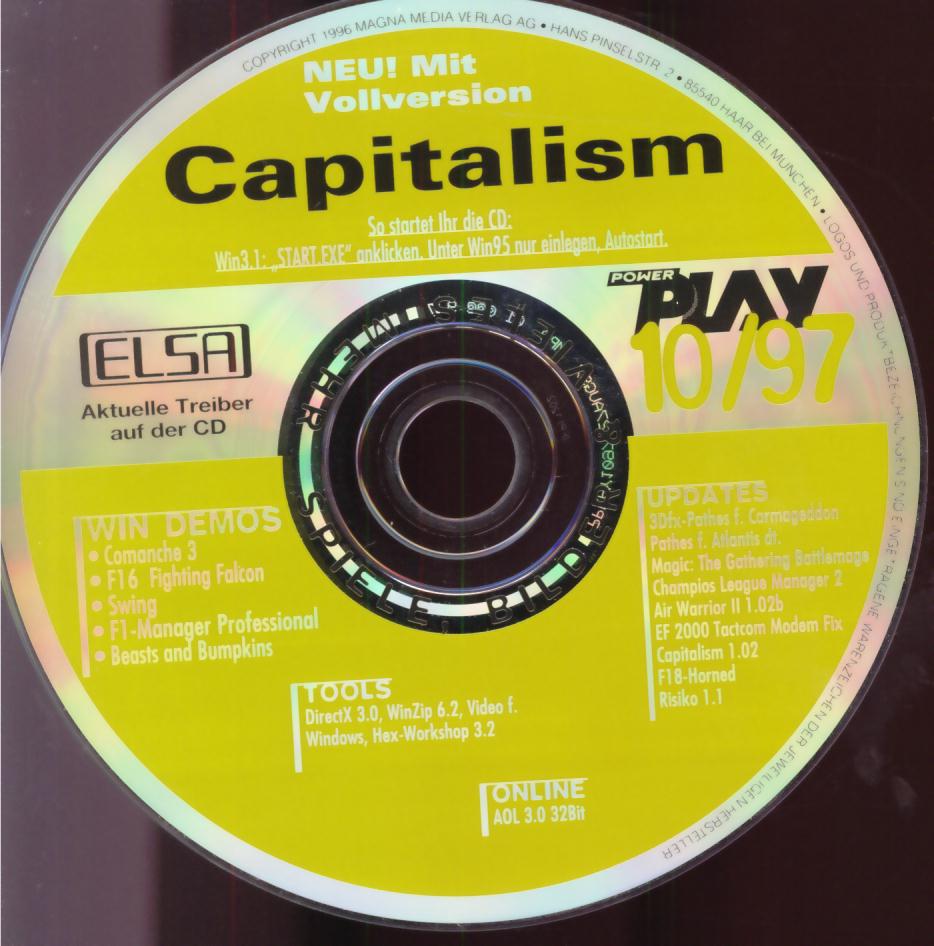 COPYRIGHT 1996 MAGNA MEDIA VERLAG AG • HANS PINSELSTR. 2 • 85540 HAAR BEI MÜNCHEN • LOGOS UND PRODUKTBEZEICHNUNGEN SIND EINGETRAGENE WARENZEICHEN DER JEWEILIGEN HERSTELLER
NEU! Mit
Vollversion
Capitalism
So startet Ihr die CD:
Win3.1: „START.EXE" anklicken. Unter Win95 nur einlegen, Autostart.
POWER
PLAY
10/97
ELSA
Aktuelle Treiber
auf der CD
WIN DEMOS
• Comanche 3
• F16 Fighting Falcon
• Swing
• F1-Manager Professional
• Beasts and Bumpkins
UPDATES
3Dfx-Pathes f. Carmageddon
Pathes f. Atlantis dt.
Magic: The Gathering Battlemage
Champios League Manager 2
Air Warrior II 1.02b
EF 2000 Tactcom Modem Fix
Capitalism 1.02
F18-Horned
Risiko 1.1
TOOLS
DirectX 3.0, WinZip 6.2, Video f.
Windows, Hex-Workshop 3.2
ONLINE
AOL 3.0 32Bit
MEHR SPIELE, BILDER